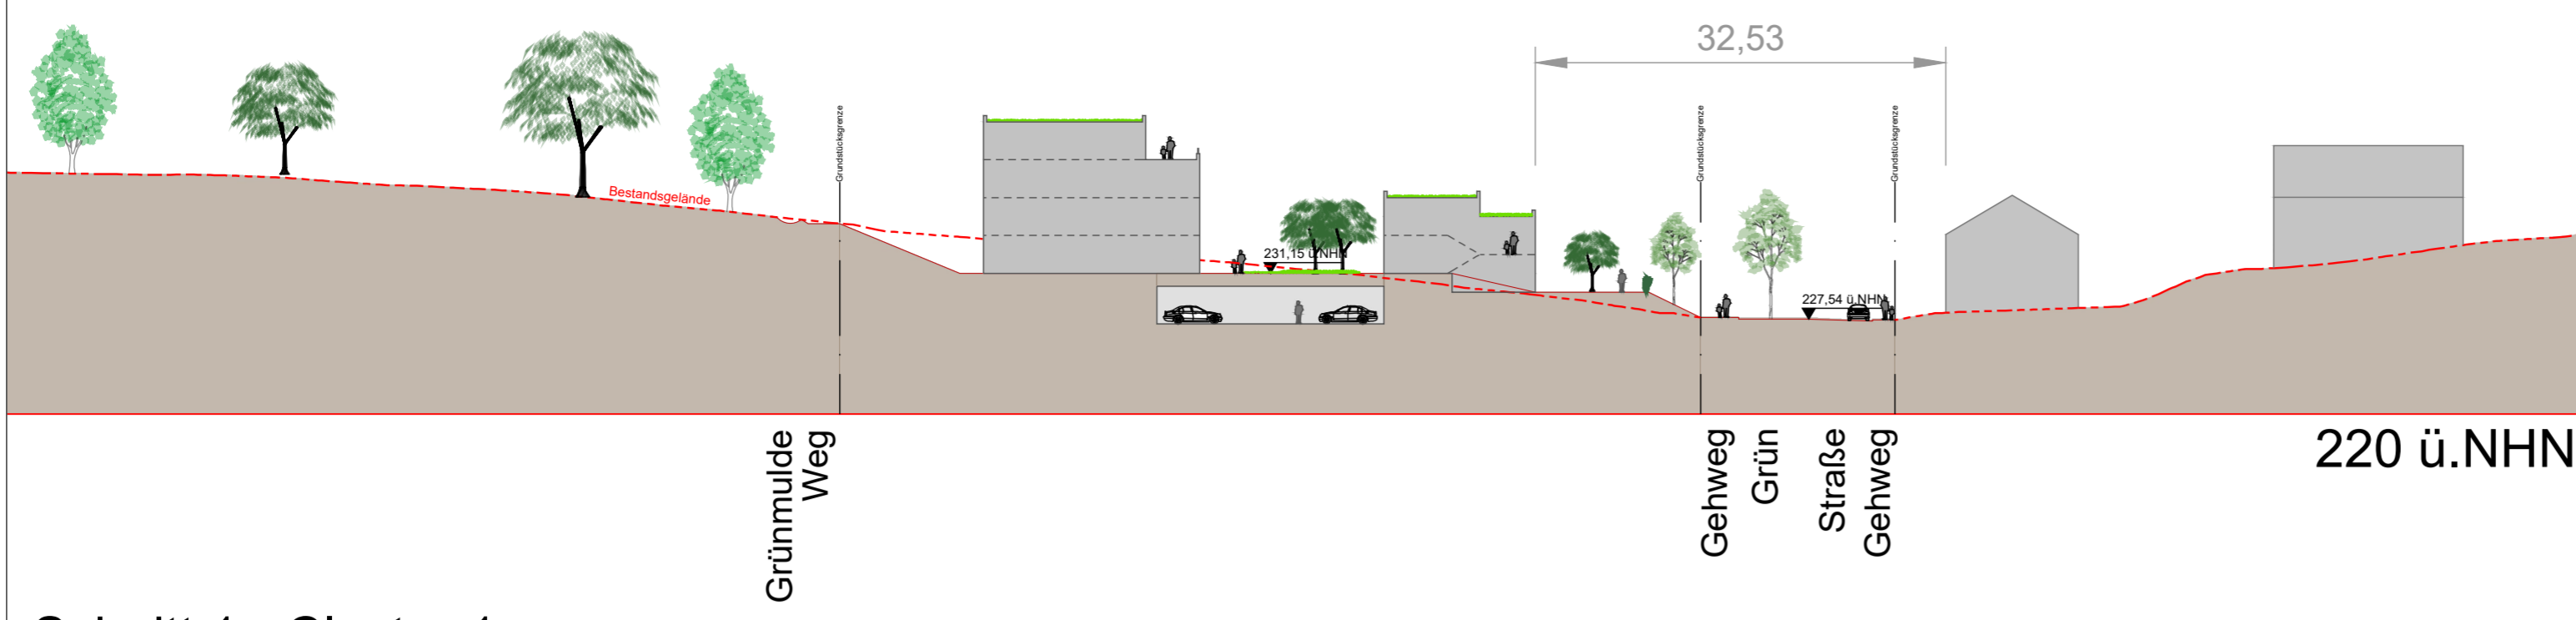 32,53
Grundstücksgrenze
Grundstücksgrenze
Grundstücksgrenze
Bestandsgelände
231,15 ü.NHN
227,54 ü.NHN
Grünmulde
Weg
Gehweg
Grün
Straße
Gehweg
220 ü.NHN